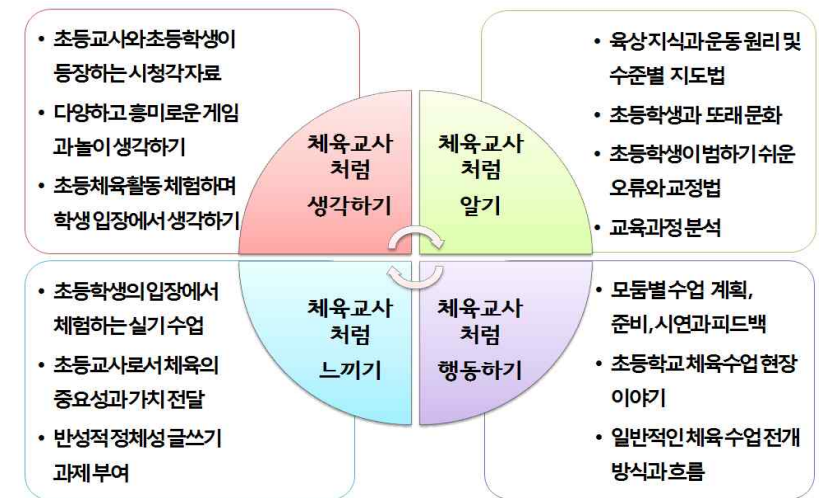 • 초등교사와 초등학생이
등장하는 시청각 자료
• 다양하고 흥미로운 게임
과 놀이 생각하기
• 초등체육활동 체험하며
학생 입장에서 생각하기
체육교사
처럼
생각하기
체육교사
처럼
알기
• 육상 지식과 운동 원리 및
수준별 지도법
• 초등학생과 또래 문화
• 초등학생이 범하기 쉬운
오류와 교정법
• 교육과정 분석
• 초등학생의 입장에서
체험하는 실기 수업
• 초등교사로서 체육의
중요성과 가치 전달
• 반성적 정체성 글쓰기
과제 부여
체육교사
처럼
느끼기
체육교사
처럼
행동하기
• 모둠별 수업 계획,
준비, 시연과 피드백
• 초등학교 체육수업 현장
이야기
• 일반적인 체육 수업 전개
방식과 흐름